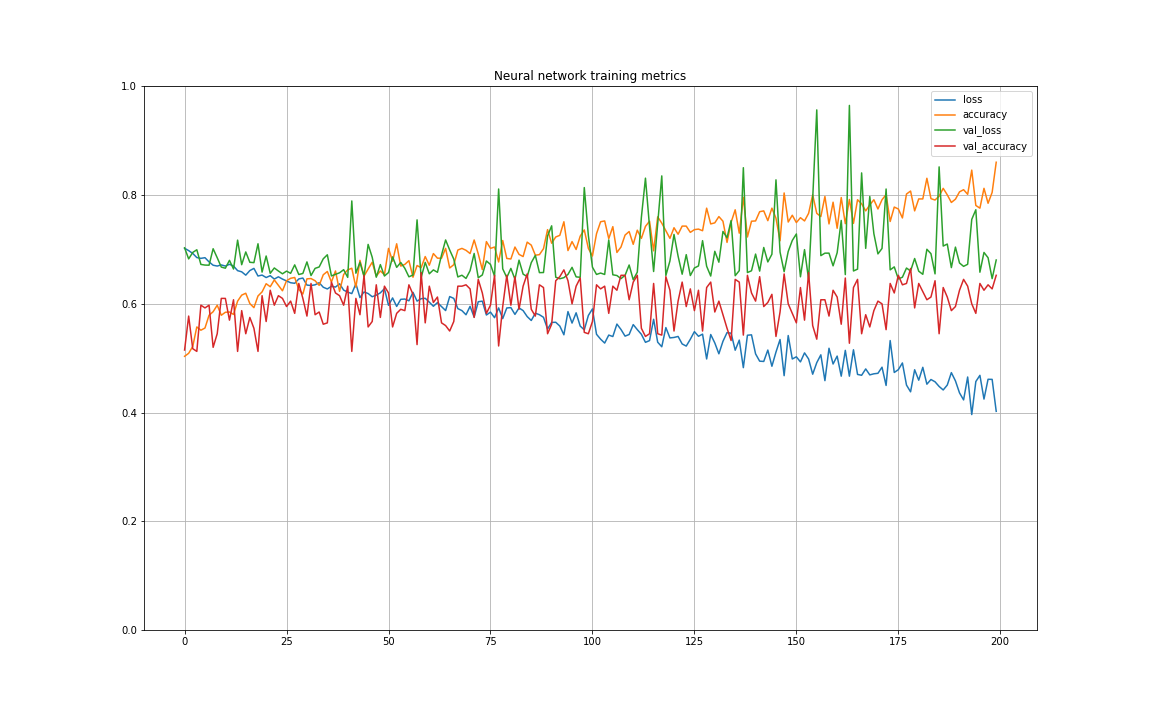 Neural network training metrics
1.0
0.8
0.6
0.4
0.2
0.0
loss
accuracy
val_loss
val_accuracy
0 25 50 75 100 125 150 175 200